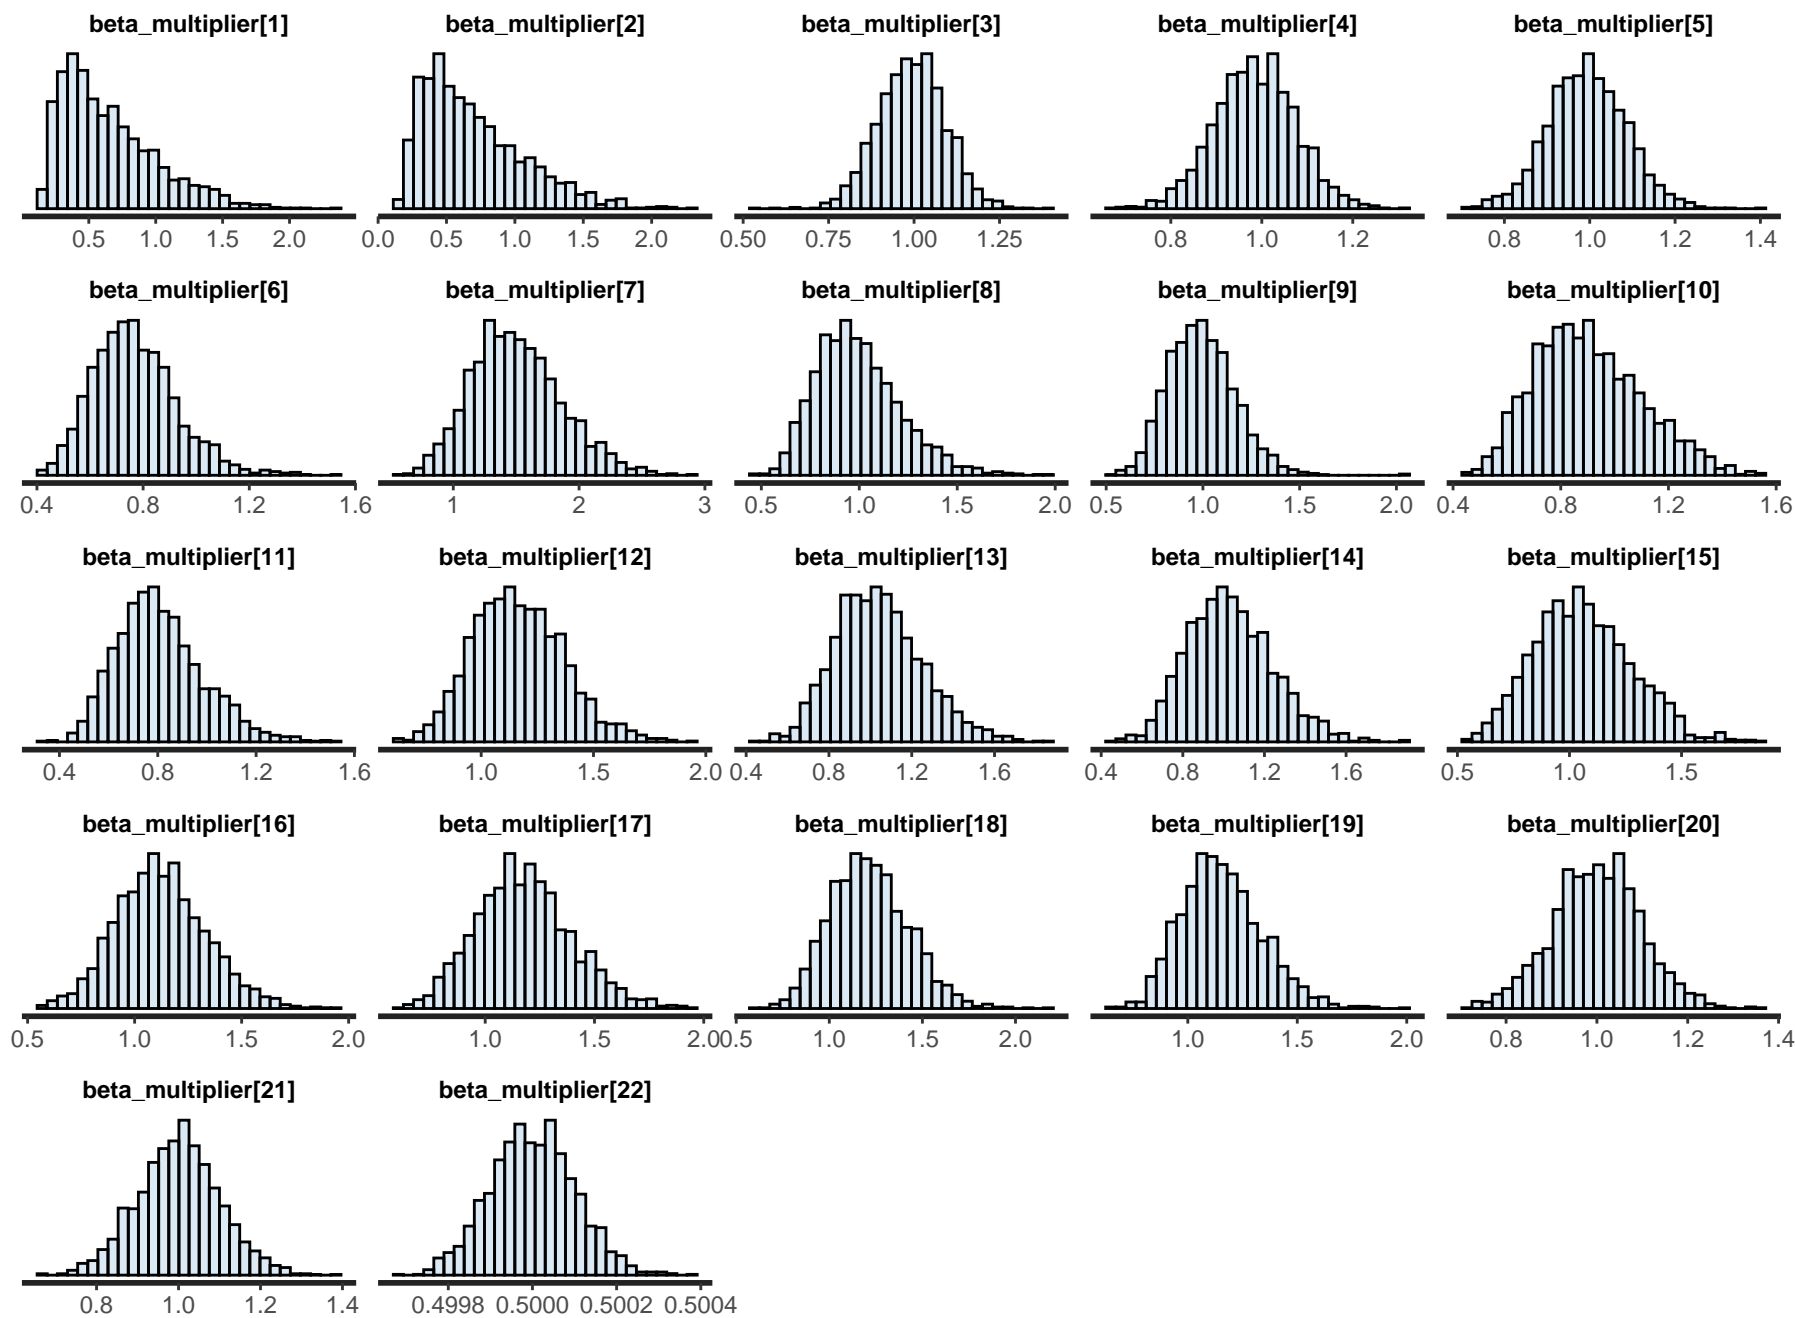 beta_multiplier[1] beta_multiplier[2] beta_multiplier[3] beta_multiplier[4] beta_multiplier[5]
0.5 1.0 1.5 2.0 0.0 0.5 1.0 1.5 2.0 0.50 0.75 1.00 1.25 0.8 1.0 1.2 0.8 1.0 1.2 1.4
beta_multiplier[6] beta_multiplier[7] beta_multiplier[8] beta_multiplier[9] beta_multiplier[10]
0.4 0.8 1.2 1.6 1 2 3 0.5 1.0 1.5 2.0 0.5 1.0 1.5 2.0 0.4 0.8 1.2 1.6
beta_multiplier[11] beta_multiplier[12] beta_multiplier[13] beta_multiplier[14] beta_multiplier[15]
0.4 0.8 1.2 1.6 1.0 1.5 2.0 0.4 0.8 1.2 1.6 0.4 0.8 1.2 1.6 0.5 1.0 1.5
beta_multiplier[16] beta_multiplier[17] beta_multiplier[18] beta_multiplier[19] beta_multiplier[20]
0.5 1.0 1.5 2.0 1.0 1.5 2.0 0.5 1.0 1.5 2.0 1.0 1.5 2.0 0.8 1.0 1.2 1.4
beta_multiplier[21] beta_multiplier[22]
0.8 1.0 1.2 1.4 0.4998 0.5000 0.5002 0.5004